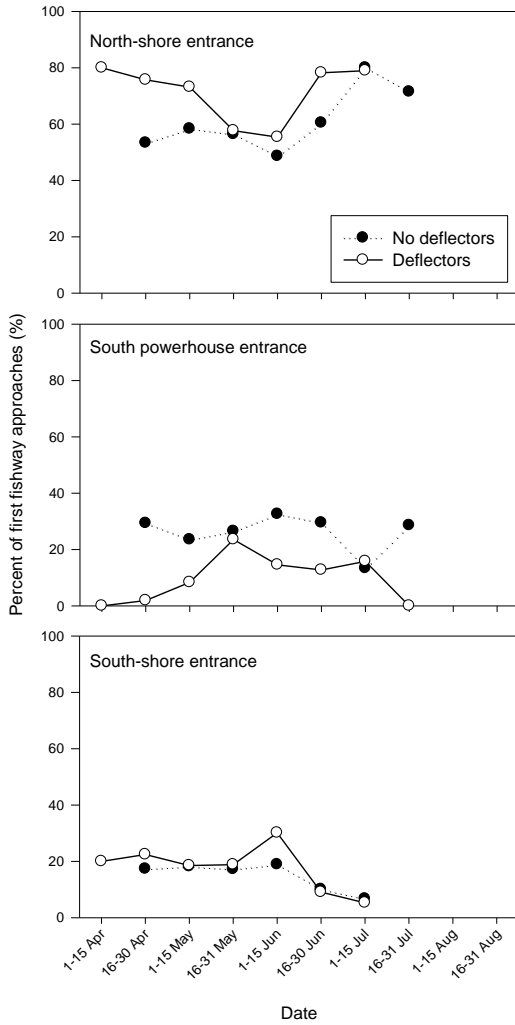 Percent of first fishway approaches (%)
100
80
60
40
20
0
North-shore entrance
No deflectors
Deflectors
100
80
60
40
20
0
South powerhouse entrance
100
80
60
40
20
0
South-shore entrance
1-15 Apr
16-30 Apr
1-15 May
16-31 May
1-15 Jun
16-30 Jun
1-15 Jul
16-31 Jul
1-15 Aug
16-31 Aug
Date